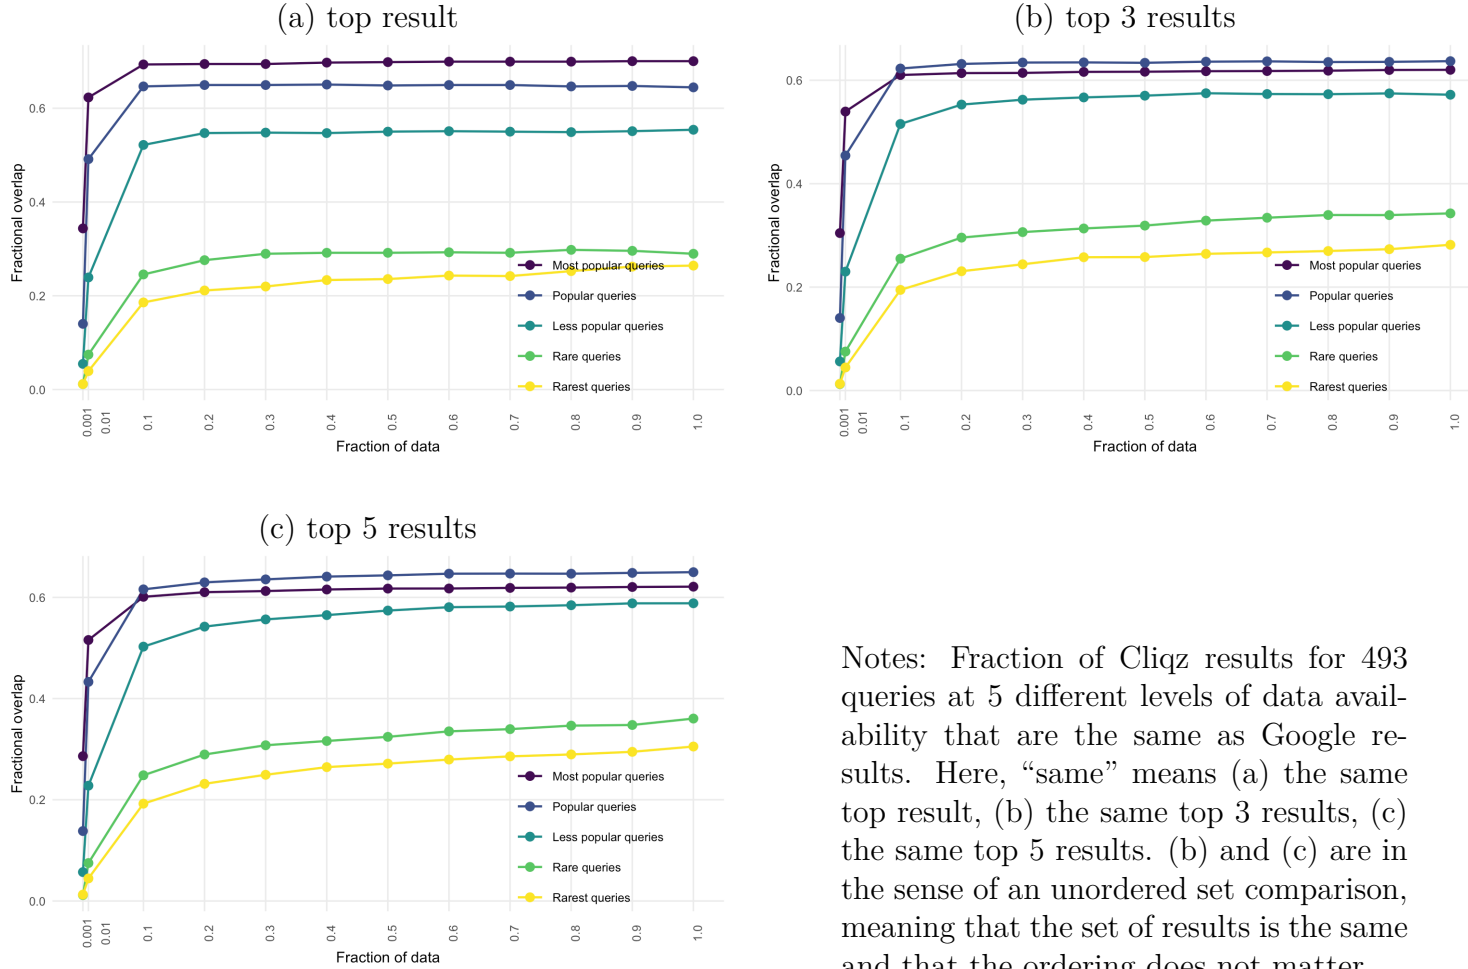 (a) top result
Fractional overlap
0.6
0.4
0.2
0.0
Most popular queries
Popular queries
Less popular queries
Rare queries
Rarest queries
0.001
0.01
0.1
0.2
0.3
0.4
0.5
0.6
0.7
0.8
0.9
1.0
Fraction of data
(b) top 3 results
Fractional overlap
0.6
0.4
0.2
0.0
Most popular queries
Popular queries
Less popular queries
Rare queries
Rarest queries
0.001
0.01
0.1
0.2
0.3
0.4
0.5
0.6
0.7
0.8
0.9
1.0
Fraction of data
(c) top 5 results
Fractional overlap
0.6
0.4
0.2
0.0
Most popular queries
Popular queries
Less popular queries
Rare queries
Rarest queries
0.001
0.01
0.1
0.2
0.3
0.4
0.5
0.6
0.7
0.8
0.9
1.0
Fraction of data
Notes: Fraction of Cliqz results for 493
queries at 5 different levels of data avail-
ability that are the same as Google re-
sults. Here, “same” means (a) the same
top result, (b) the same top 3 results, (c)
the same top 5 results. (b) and (c) are in
the sense of an unordered set comparison,
meaning that the set of results is the same
and that the ordering does not matter.